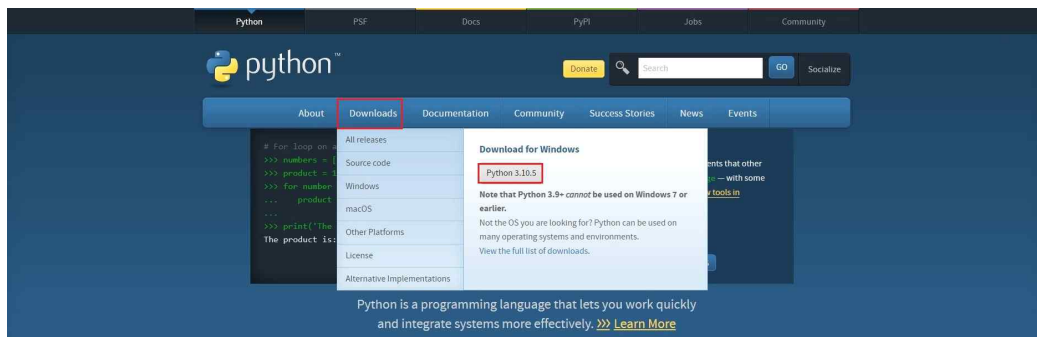 Python PSF Docs PyPI Jobs Community
python™
Donate Search GO Socialize
About Downloads Documentation Community Success Stories News Events
# For loop on a
>>> numbers = [
>>> product = 1
>>> for number
... product
...
>>> print('The
The product is:
All releases
Source code
Windows
macOS
Other Platforms
License
Alternative Implementations
Download for Windows
Python 3.10.5
Note that Python 3.9+ cannot be used on Windows 7 or
earlier.
Not the OS you are looking for? Python can be used on
many operating systems and environments.
View the full list of downloads.
ents that other
— with some
tools in
Python is a programming language that lets you work quickly
and integrate systems more effectively. >>> Learn More